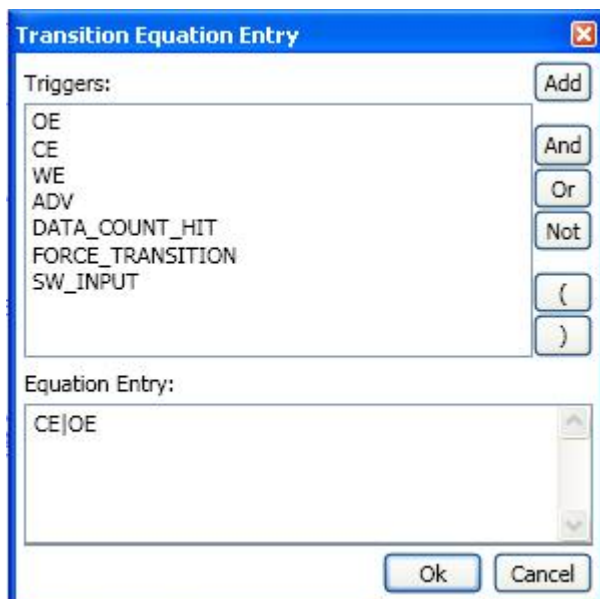 Transition Equation Entry
Triggers:
Add
OE
CE
And
WE
ADV
Or
DATA_COUNT_HIT
Not
FORCE_TRANSITION
SW_INPUT
(
)
Equation Entry:
CE|OE
Ok
Cancel